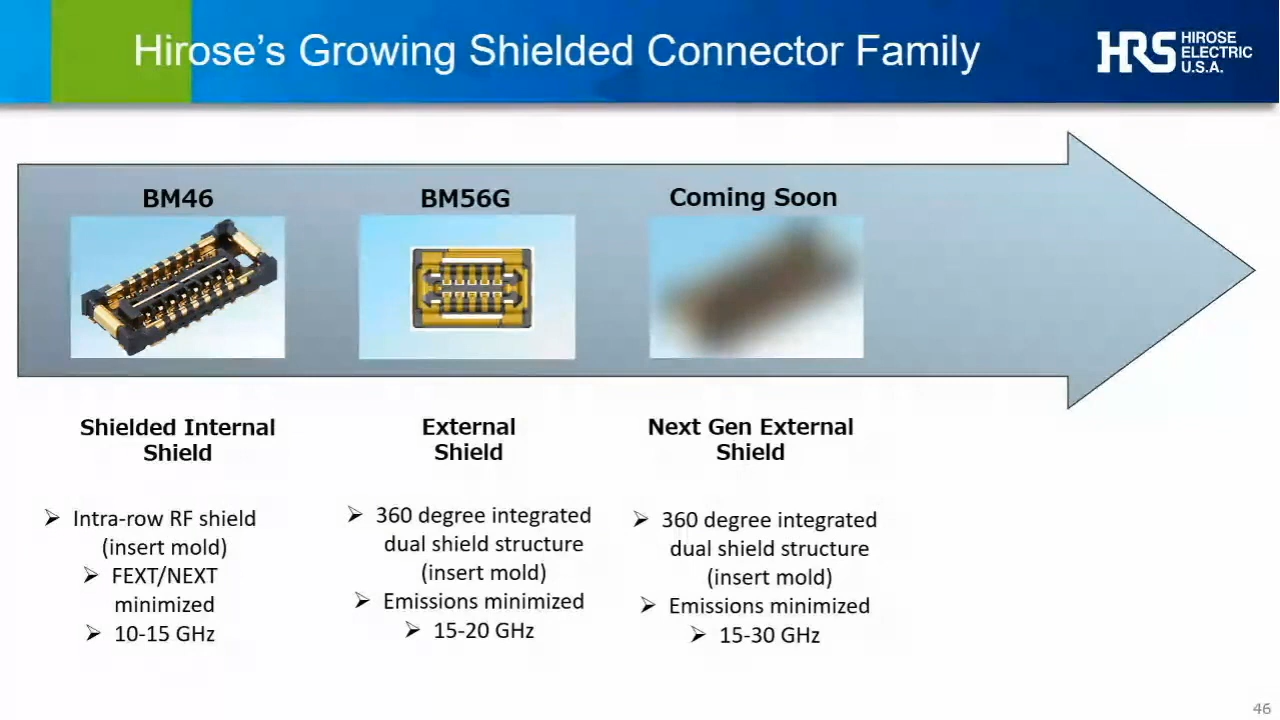 Hirose's Growing Shielded Connector Family
HRS HIROSE
ELECTRIC
U.S.A.
BM46
BM56G
Coming Soon
Shielded Internal
Shield
External
Shield
Next Gen External
Shield
➢ Intra-row RF shield
(insert mold)
➢ FEXT/NEXT
minimized
➢ 10-15 GHz
➢ 360 degree integrated
dual shield structure
(insert mold)
➢ Emissions minimized
➢ 15-20 GHz
➢ 360 degree integrated
dual shield structure
(insert mold)
➢ Emissions minimized
➢ 15-30 GHz
46